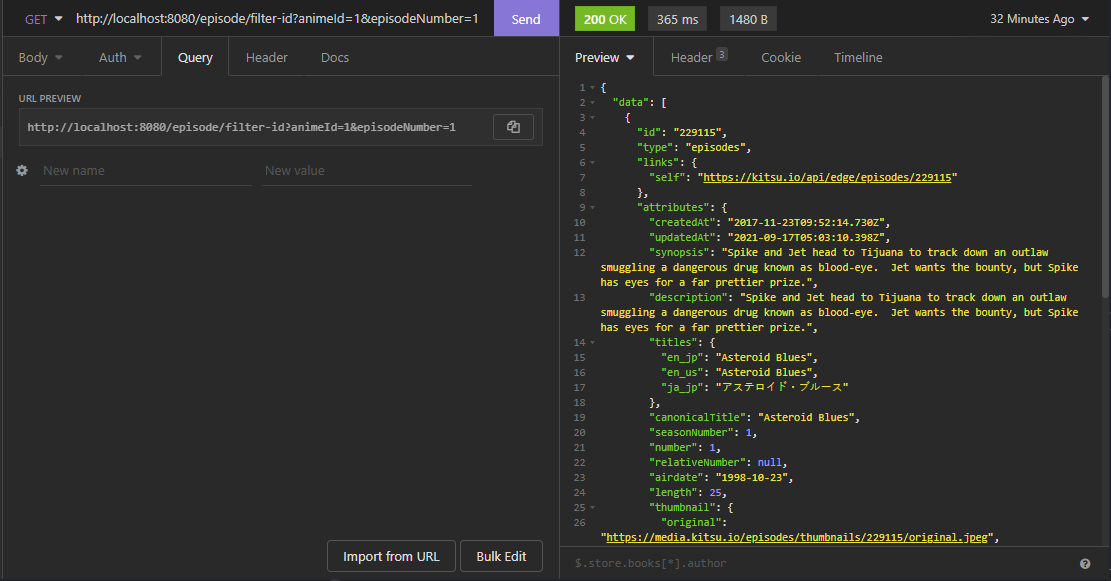 GET http://localhost:8080/episode/filter-id?animeId=1&episodeNumber=1 Send
200 OK 365 ms 1480 B 32 Minutes Ago
Body Auth Query Header Docs
Preview Header 3 Cookie Timeline
URL PREVIEW
http://localhost:8080/episode/filter-id?animeId=1&episodeNumber=1
New name New value
Import from URL Bulk Edit
1 {
2 "data": [
3 {
4 "id": "229115",
5 "type": "episodes",
6 "links": {
7 "self": "https://kitsu.io/api/edge/episodes/229115"
8 },
9 "attributes": {
10 "createdAt": "2017-11-23T09:52:14.730Z",
11 "updatedAt": "2021-09-17T05:03:10.398Z",
12 "synopsis": "Spike and Jet head to Tijuana to track down an outlaw
smuggling a dangerous drug known as blood-eye.  Jet wants the bounty, but Spike
has eyes for a far prettier prize.",
13 "description": "Spike and Jet head to Tijuana to track down an outlaw
smuggling a dangerous drug known as blood-eye.  Jet wants the bounty, but Spike
has eyes for a far prettier prize.",
14 "titles": {
15 "en_jp": "Asteroid Blues",
16 "en_us": "Asteroid Blues",
17 "ja_jp": "アステロイド・ブルース"
18 },
19 "canonicalTitle": "Asteroid Blues",
20 "seasonNumber": 1,
21 "number": 1,
22 "relativeNumber": null,
23 "airdate": "1998-10-23",
24 "length": 25,
25 "thumbnail": {
26 "original":
"https://media.kitsu.io/episodes/thumbnails/229115/original.jpeg",
$.store.books[*].author